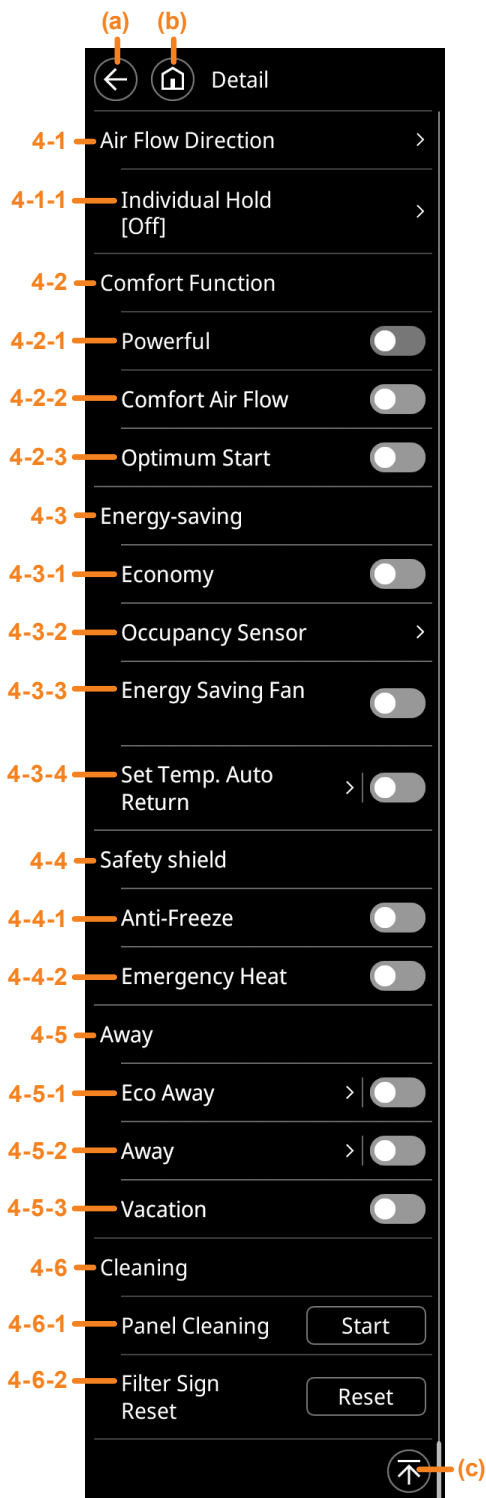 (a) (b)
Detail
4-1 Air Flow Direction
4-1-1 Individual Hold
[Off]
4-2 Comfort Function
4-2-1 Powerful
4-2-2 Comfort Air Flow
4-2-3 Optimum Start
4-3 Energy-saving
4-3-1 Economy
4-3-2 Occupancy Sensor
4-3-3 Energy Saving Fan
4-3-4 Set Temp. Auto
Return
4-4 Safety shield
4-4-1 Anti-Freeze
4-4-2 Emergency Heat
4-5 Away
4-5-1 Eco Away
4-5-2 Away
4-5-3 Vacation
4-6 Cleaning
4-6-1 Panel Cleaning Start
4-6-2 Filter Sign
Reset Reset
(c)